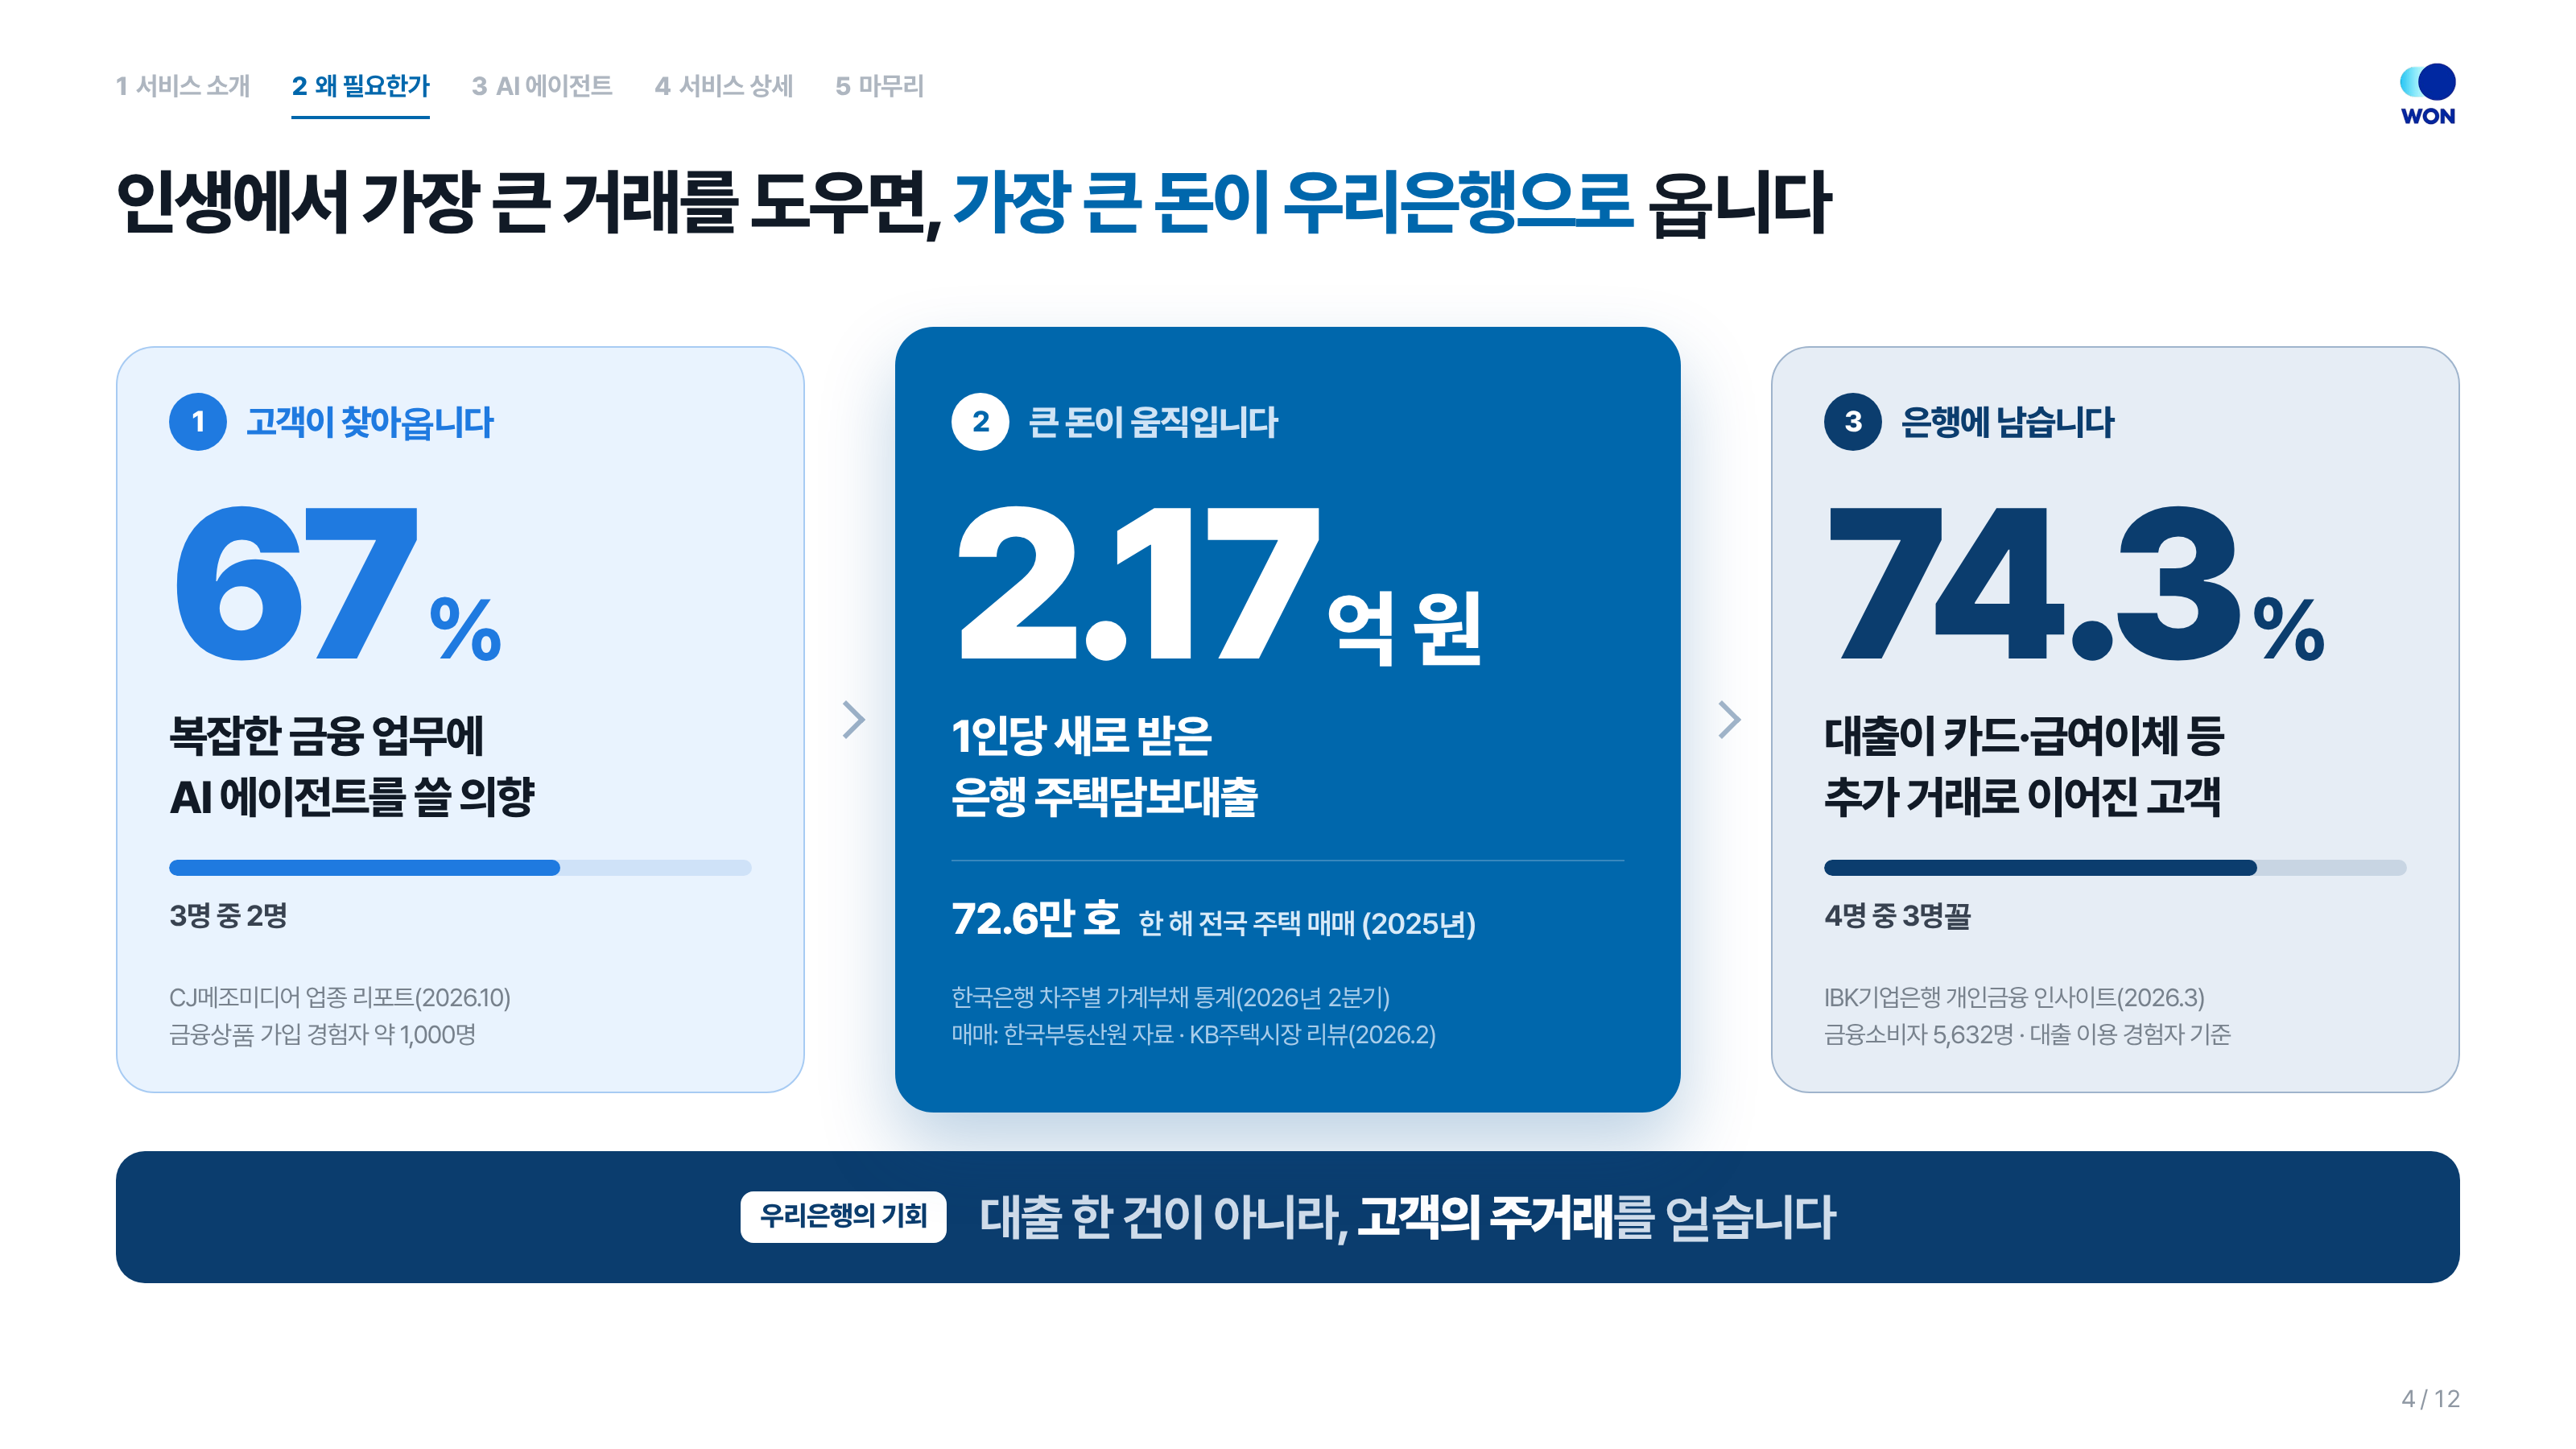 1 서비스 소개 2 왜 필요한가 3 AI 에이전트 4 서비스 상세 5 마무리
WON
인생에서 가장 큰 거래를 도우면, 가장 큰 돈이 우리은행으로 옵니다
1 고객이 찾아옵니다
67%
복잡한 금융 업무에
AI 에이전트를 쓸 의향
3명 중 2명
CJ메조미디어 업종 리포트(2026.10)
금융상품 가입 경험자 약 1,000명
2 큰 돈이 움직입니다
2.17억 원
1인당 새로 받은
은행 주택담보대출
72.6만 호 한 해 전국 주택 매매 (2025년)
한국은행 차주별 가계부채 통계(2026년 2분기)
매매: 한국부동산원 자료 · KB주택시장 리뷰(2026.2)
3 은행에 남습니다
74.3%
대출이 카드·급여이체 등
추가 거래로 이어진 고객
4명 중 3명꼴
IBK기업은행 개인금융 인사이트(2026.3)
금융소비자 5,632명 · 대출 이용 경험자 기준
우리은행의 기회 대출 한 건이 아니라, 고객의 주거래를 얻습니다
4 / 12